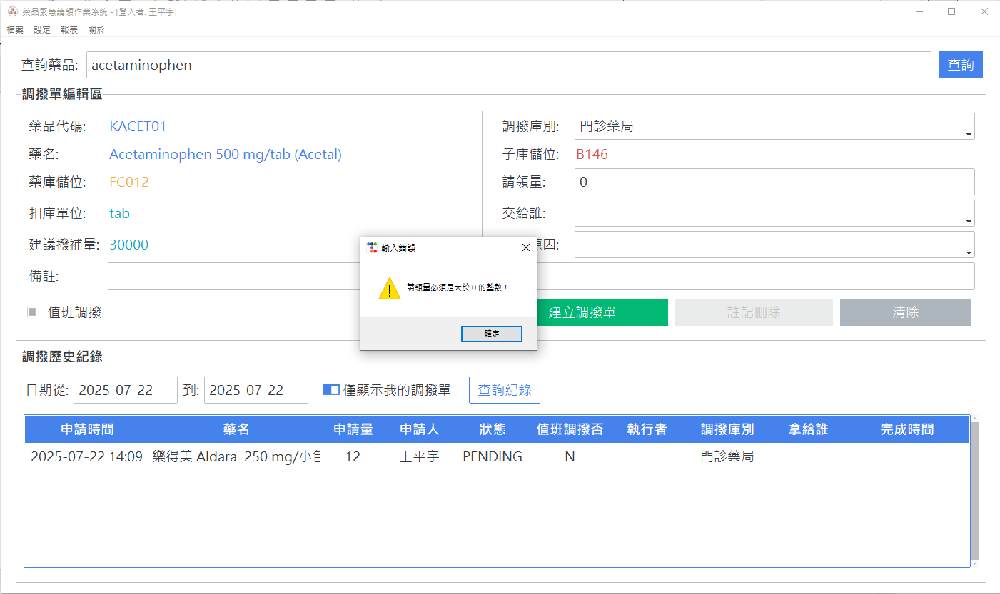 藥品緊急請領作業系統 - [登入者: 王平宇]
檔案 設定 報表 關於
查詢藥品: acetaminophen 查詢
調撥單編輯區
藥品代碼: KACET01 調撥庫別: 門診藥局
藥名: Acetaminophen 500 mg/tab (Acetal) 子庫儲位: B146
藥庫儲位: FC012 請領量: 0
扣庫單位: tab 交給誰:
建議撥補量: 30000 原因:
輸入錯誤
請領量必須是大於 0 的整數！
確定
備註:
值班調撥 建立調撥單 註記刪除 清除
調撥歷史紀錄
日期從: 2025-07-22 到: 2025-07-22 僅顯示我的調撥單 查詢紀錄
申請時間 藥名 申請量 申請人 狀態 值班調撥否 執行者 調撥庫別 拿給誰 完成時間
2025-07-22 14:09 樂得美 Aldara 250 mg/小包 12 王平宇 PENDING N 門診藥局